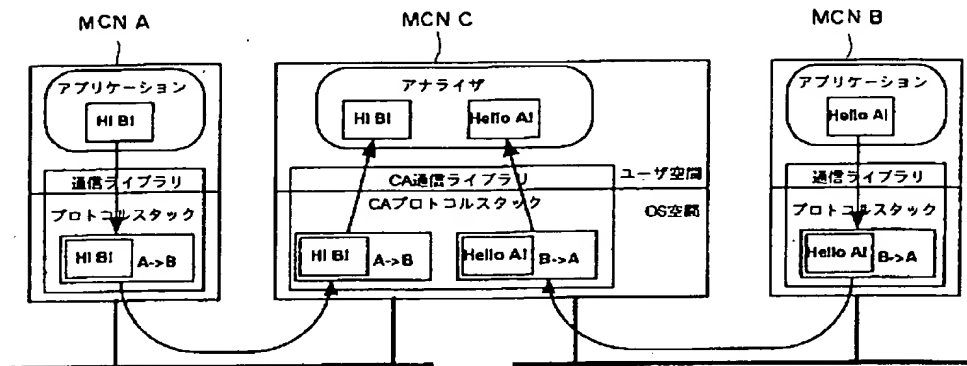 MCN A
MCN C
MCN B
アプリケーション
HI B!
アナライザ
HI B!
Hello A!
アプリケーション
Hello A!
通信ライブラリ
CA通信ライブラリ
ユーザ空間
通信ライブラリ
プロトコルスタック
CAプロトコルスタック
OS空間
プロトコルスタック
HI B!
A->B
HI B!
A->B
Hello A!
B->A
Hello A!
B->A